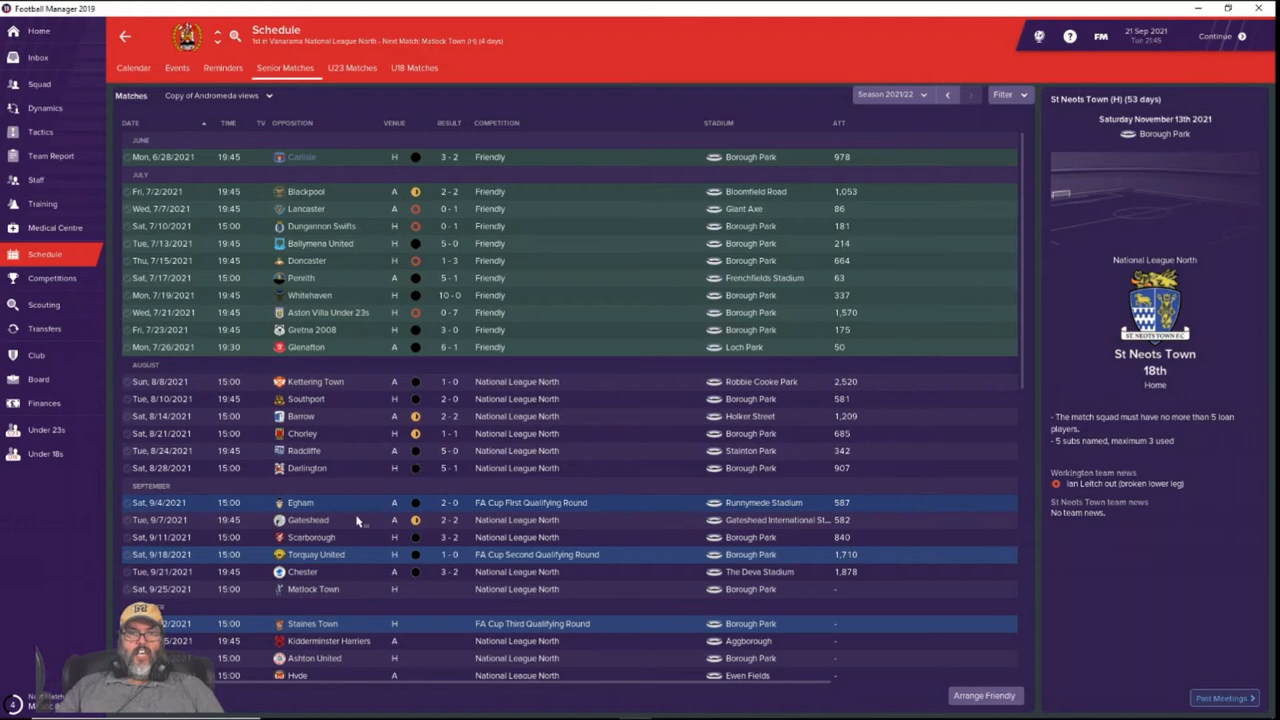 Football Manager 2019
Home
Inbox
Squad
Dynamics
Tactics
Team Report
Staff
Training
Medical Centre
Schedule
Competitions
Scouting
Transfers
Club
Board
Finances
Under 23s
Under 18s
Schedule
1st in Vanarama National League North - Next Match: Matlock Town (H) (4 days)
? FM 21 Sep 2021
Tue 21:45
Continue
Calendar Events Reminders Senior Matches U23 Matches U18 Matches
Matches Copy of Andromeda views Season 2021/22 Filter
DATE TIME TV OPPOSITION VENUE RESULT COMPETITION STADIUM ATT
JUNE
Mon, 6/28/2021 19:45 Carlisle H 3 - 2 Friendly Borough Park 978
JULY
Fri, 7/2/2021 19:45 Blackpool A 2 - 2 Friendly Bloomfield Road 1,053
Wed, 7/7/2021 19:45 Lancaster A 0 - 1 Friendly Giant Axe 86
Sat, 7/10/2021 15:00 Dungannon Swifts H 0 - 1 Friendly Borough Park 181
Tue, 7/13/2021 19:45 Ballymena United H 5 - 0 Friendly Borough Park 214
Thu, 7/15/2021 19:45 Doncaster H 1 - 3 Friendly Borough Park 664
Sat, 7/17/2021 15:00 Penrith A 5 - 1 Friendly Frenchfields Stadium 63
Mon, 7/19/2021 19:45 Whitehaven H 10 - 0 Friendly Borough Park 337
Wed, 7/21/2021 19:45 Aston Villa Under 23s H 0 - 7 Friendly Borough Park 1,570
Fri, 7/23/2021 19:45 Gretna 2008 H 3 - 0 Friendly Borough Park 175
Mon, 7/26/2021 19:30 Glenafton A 6 - 1 Friendly Loch Park 50
AUGUST
Sun, 8/8/2021 15:00 Kettering Town A 1 - 0 National League North Robbie Cooke Park 2,520
Tue, 8/10/2021 15:00 Southport H 2 - 0 National League North Borough Park 581
Sat, 8/14/2021 15:00 Barrow A 2 - 2 National League North Holker Street 1,209
Sat, 8/21/2021 15:00 Chorley H 1 - 1 National League North Borough Park 685
Tue, 8/24/2021 15:00 Radcliffe A 5 - 0 National League North Stainton Park 342
Sat, 8/28/2021 15:00 Darlington H 5 - 1 National League North Borough Park 907
SEPTEMBER
Sat, 9/4/2021 15:00 Egham A 2 - 0 FA Cup First Qualifying Round Runnymede Stadium 587
Tue, 9/7/2021 19:45 Gateshead A 2 - 2 National League North Gateshead International St... 582
Sat, 9/11/2021 15:00 Scarborough H 3 - 2 National League North Borough Park 840
Sat, 9/18/2021 15:00 Torquay United H 1 - 0 FA Cup Second Qualifying Round Borough Park 1,710
Tue, 9/21/2021 19:45 Chester A 3 - 2 National League North The Deva Stadium 1,878
Sat, 9/25/2021 15:00 Matlock Town H National League North Borough Park -
15:00 Staines Town H FA Cup Third Qualifying Round Borough Park -
19:45 Kidderminster Harriers A National League North Aggborough -
15:00 Ashton United H National League North Borough Park -
15:00 Hyde A National League North Ewen Fields -
Arrange Friendly
4
St Neots Town (H) (53 days)
Saturday November 13th 2021
Borough Park
National League North
ST NEOTS TOWN F.C
St Neots Town
18th
Home
- The match squad must have no more than 5 loan
players.
- 5 subs named, maximum 3 used
Workington team news
Ian Leitch out (broken lower leg)
St Neots Town team news
No team news.
Past Meetings